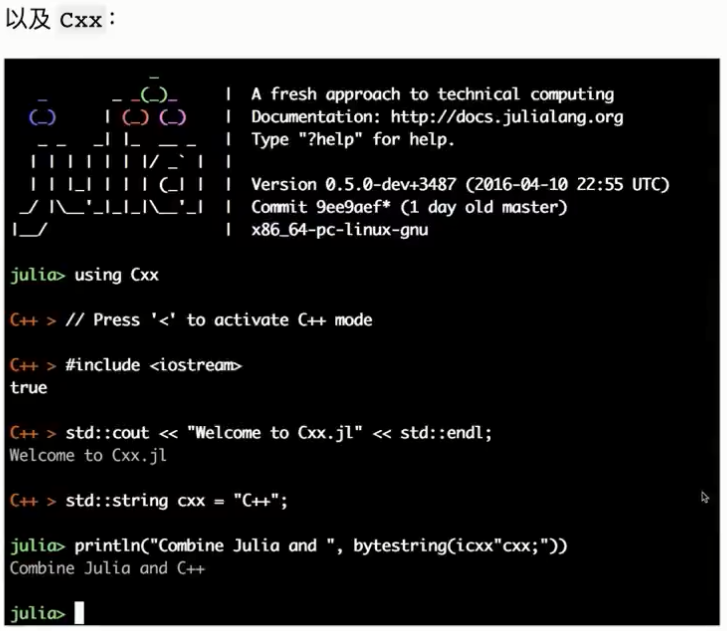 以及 Cxx：
A fresh approach to technical computing
Documentation: http://docs.julialang.org
Type "?help" for help.
Version 0.5.0-dev+3487 (2016-04-10 22:55 UTC)
Commit 9ee9aef* (1 day old master)
x86_64-pc-linux-gnu
julia> using Cxx
C++ > // Press '<' to activate C++ mode
C++ > #include <iostream>
true
C++ > std::cout << "Welcome to Cxx.jl" << std::endl;
Welcome to Cxx.jl
C++ > std::string cxx = "C++";
julia> println("Combine Julia and ", bytestring(icxx"cxx;"))
Combine Julia and C++
julia>